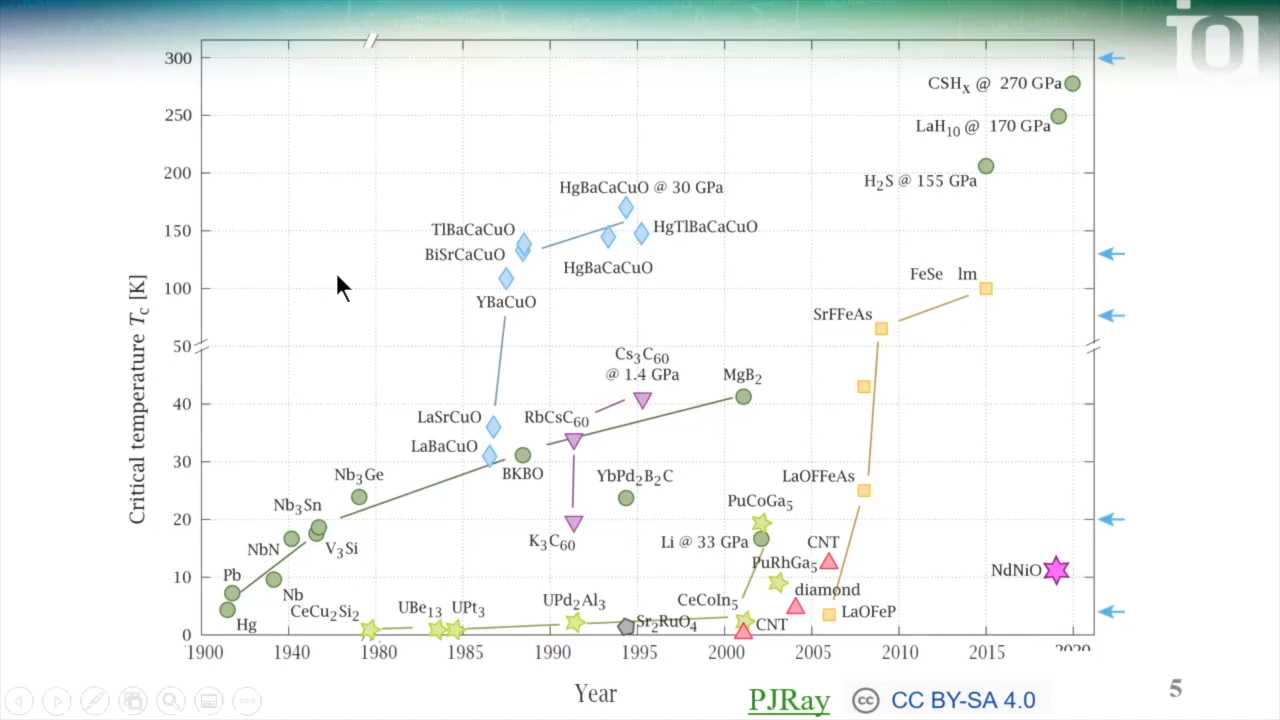 300
250
200
150
100
50
40
30
20
10
0
Critical temperature Tc [K]
1900
1940
1980
1985
1990
1995
2000
2005
2010
2015
2020
Year
CSHx @ 270 GPa
LaH10 @ 170 GPa
H2S @ 155 GPa
HgBaCaCuO @ 30 GPa
TlBaCaCuO
HgTlBaCaCuO
BiSrCaCuO
HgBaCaCuO
YBaCuO
FeSe lm
SrFFeAs
Cs3C60
@ 1.4 GPa
MgB2
LaSrCuO
RbCsC60
LaBaCuO
BKBO
Nb3Ge
YbPd2B2C
LaOFFeAs
Nb3Sn
PuCoGa5
NbN
V3Si
K3C60
Li @ 33 GPa
CNT
Pb
PuRhGa5
NdNiO
Nb
diamond
CeCu2Si2
UBe13
UPt3
UPd2Al3
CeCoIn5
LaOFeP
Hg
Sr2RuO4
CNT
PJRay
cc
CC BY-SA 4.0
5